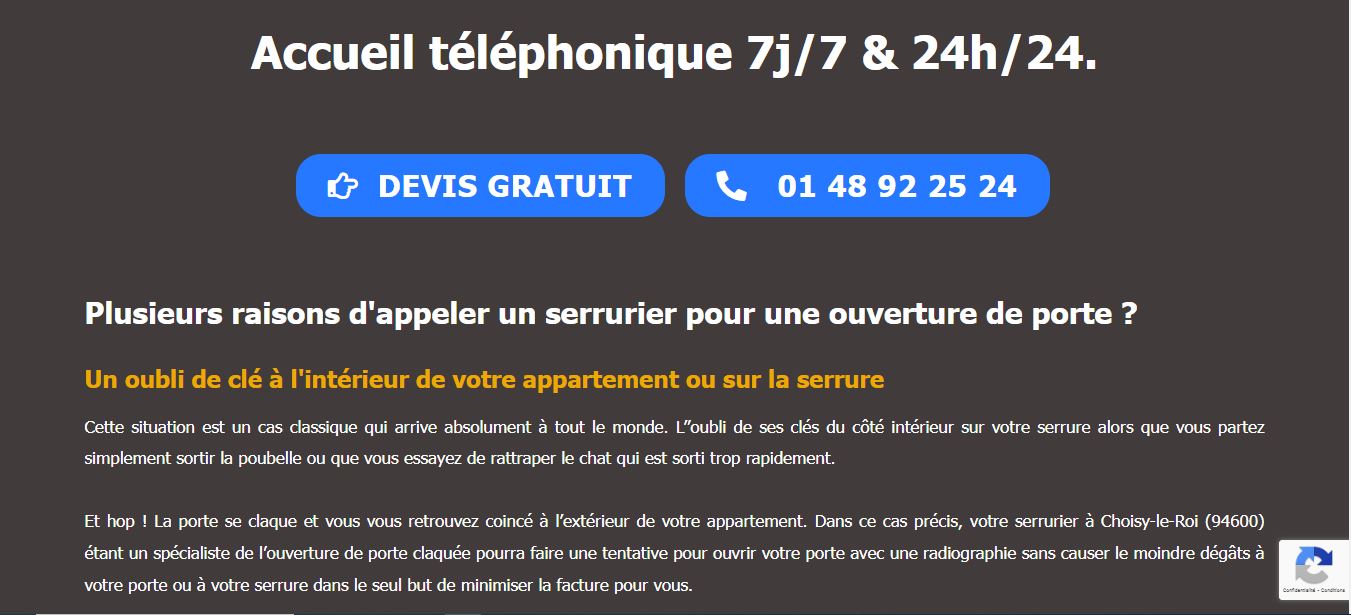 Accueil téléphonique 7j/7 & 24h/24.
DEVIS GRATUIT
01 48 92 25 24
Plusieurs raisons d'appeler un serrurier pour une ouverture de porte ?
Un oubli de clé à l'intérieur de votre appartement ou sur la serrure
Cette situation est un cas classique qui arrive absolument à tout le monde. L”oubli de ses clés du côté intérieur sur votre serrure alors que vous partez
simplement sortir la poubelle ou que vous essayez de rattraper le chat qui est sorti trop rapidement.
Et hop ! La porte se claque et vous vous retrouvez coincé à l’extérieur de votre appartement. Dans ce cas précis, votre serrurier à Choisy-le-Roi (94600)
étant un spécialiste de l’ouverture de porte claquée pourra faire une tentative pour ouvrir votre porte avec une radiographie sans causer le moindre dégâts à
votre porte ou à votre serrure dans le seul but de minimiser la facture pour vous.
Confidentialité - Conditions